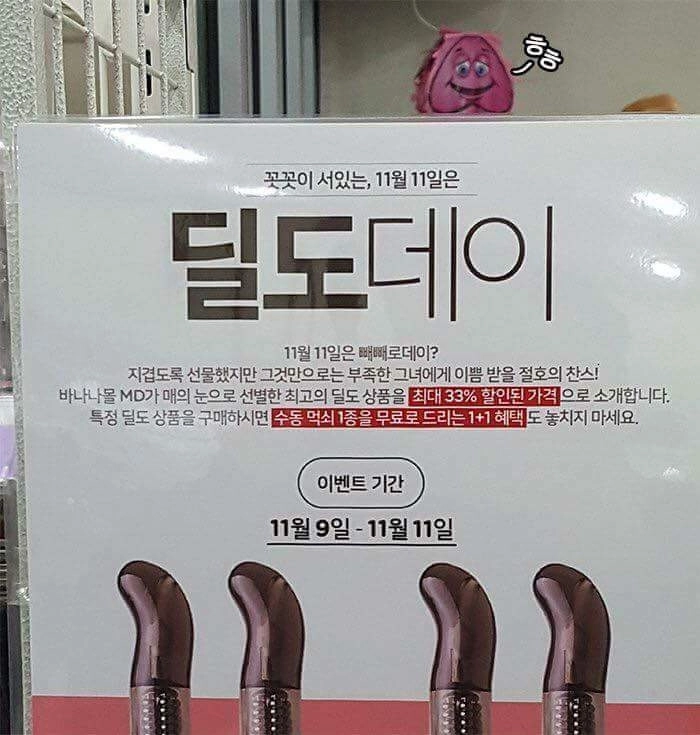 흐흐
꼿꼿이 서있는, 11월 11일은
딜도데이
11월 11일은 빼빼로데이?
지겹도록 선물했지만 그것만으로는 부족한 그녀에게 이쁨 받을 절호의 찬스!
바나나몰 MD가 매의 눈으로 선별한 최고의 딜도 상품을 최대 33% 할인된 가격으로 소개합니다.
특정 딜도 상품을 구매하시면 수동 먹쇠 1종을 무료로 드리는 1+1 혜택도 놓치지 마세요.
이벤트 기간
11월 9일 - 11월 11일